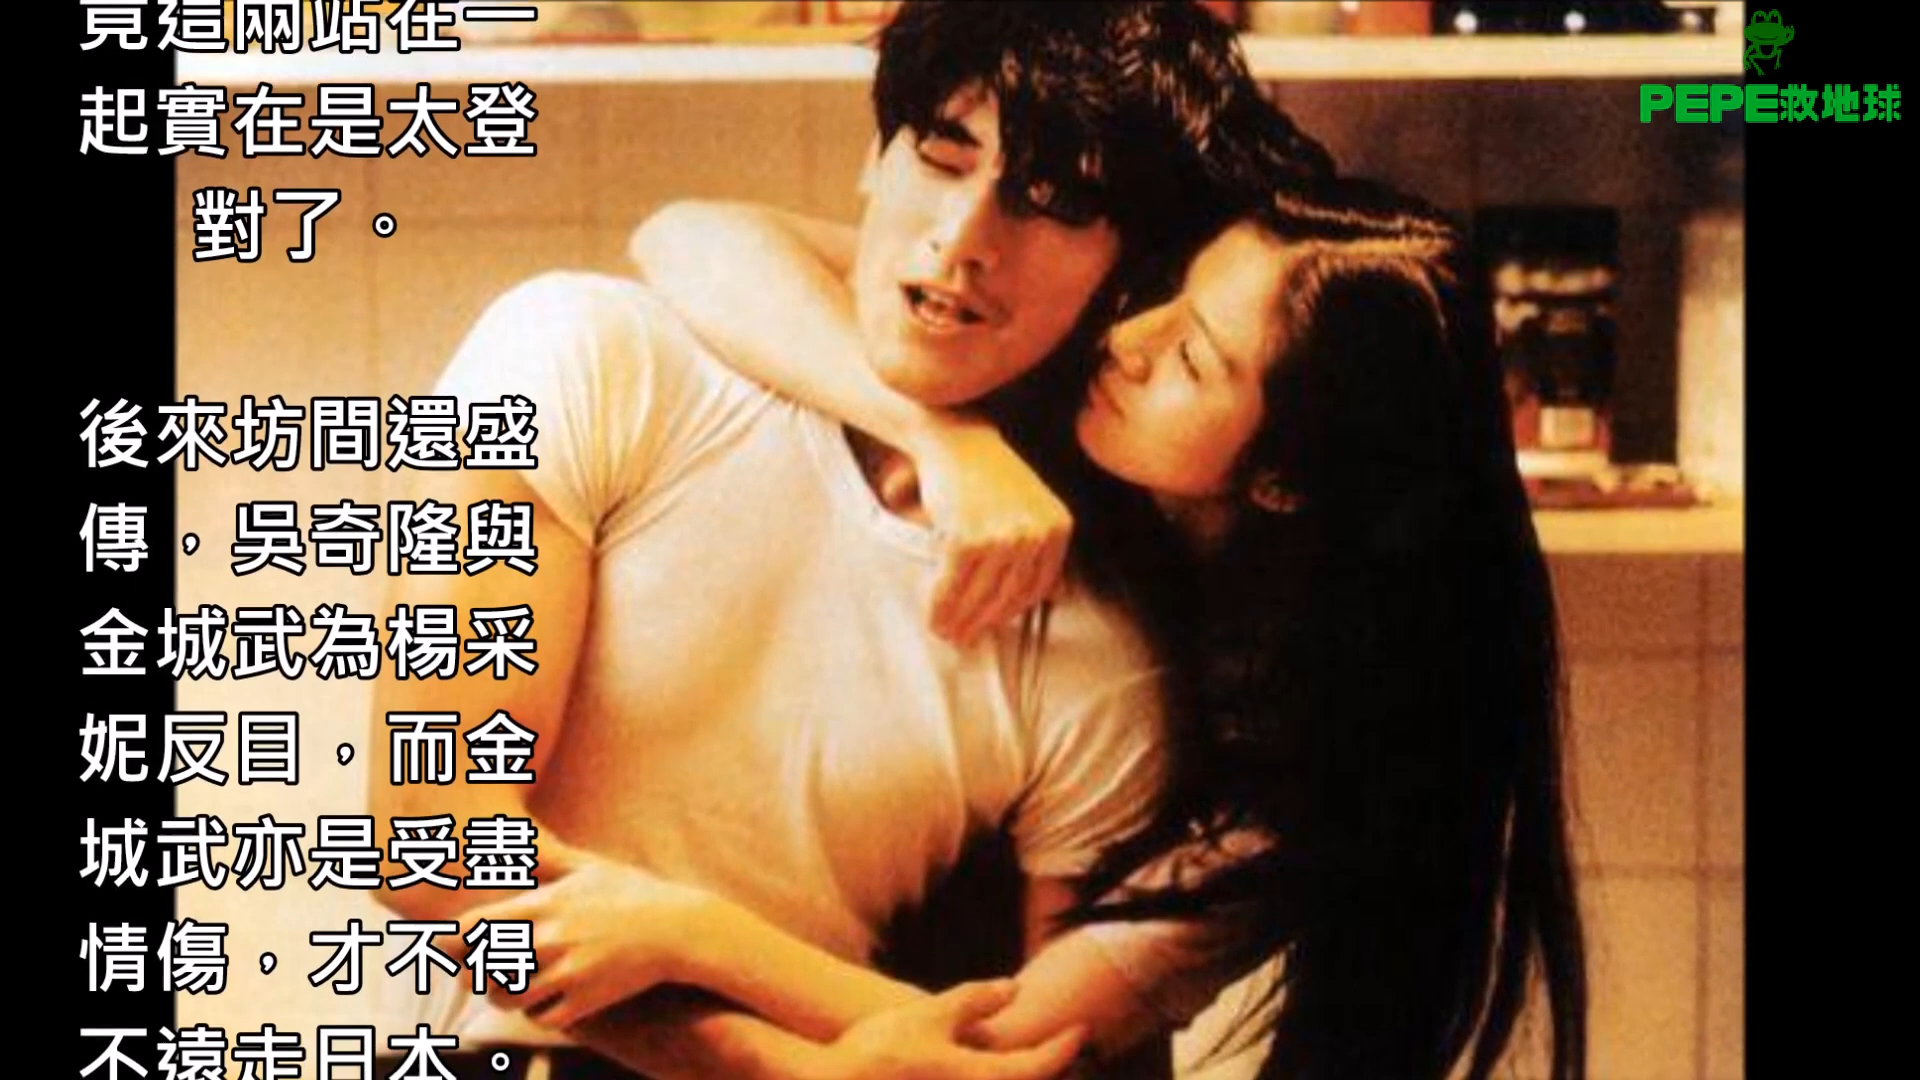 竟這兩站在一
起實在是太登
對了。
後來坊間還盛
傳，吳奇隆與
金城武為楊采
妮反目，而金
城武亦是受盡
情傷，才不得
不遠走日本。
PEPE救地球